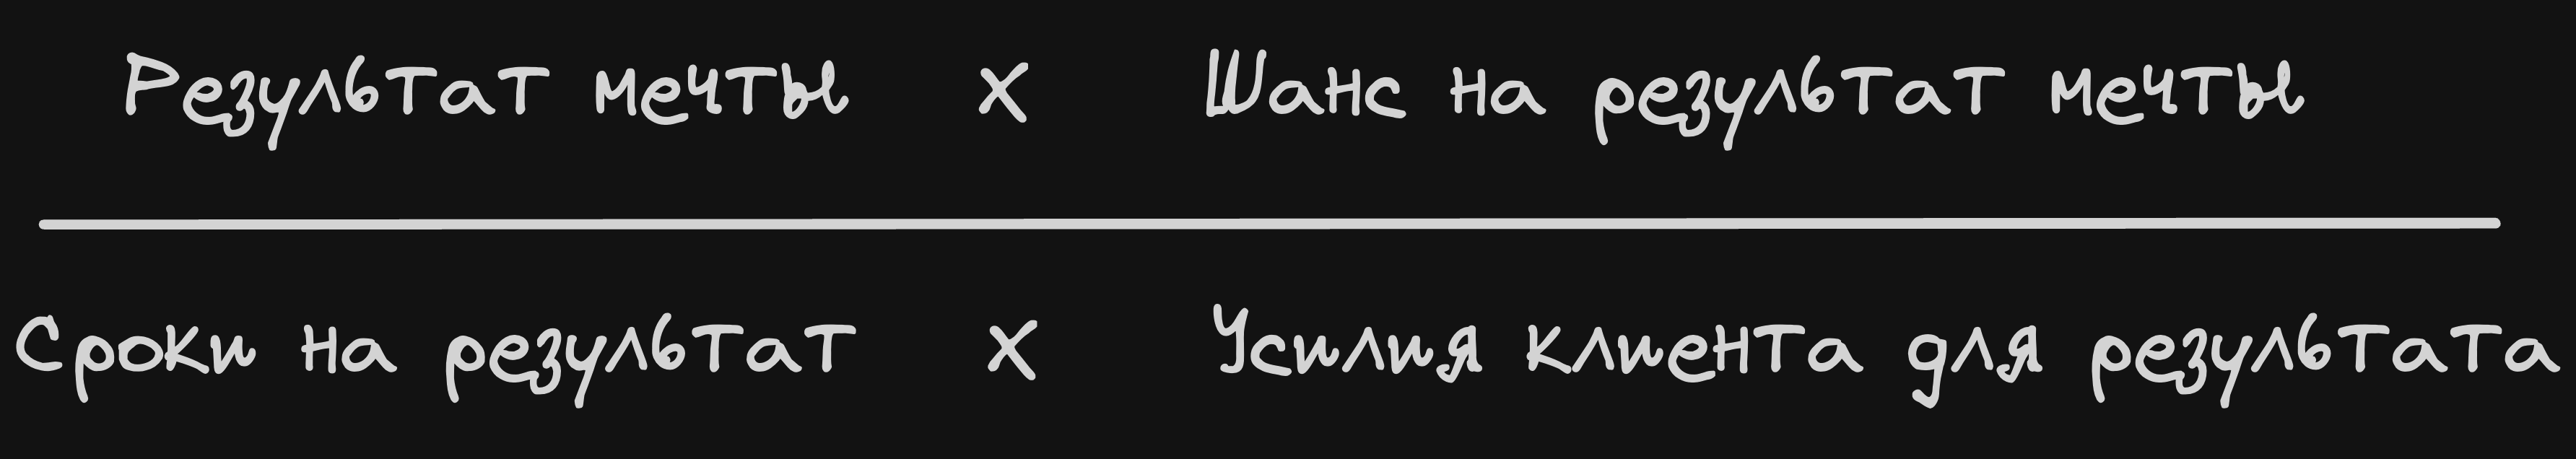 Результат мечты x Шанс на результат мечты
Сроки на результат x Усилия клиента для результата